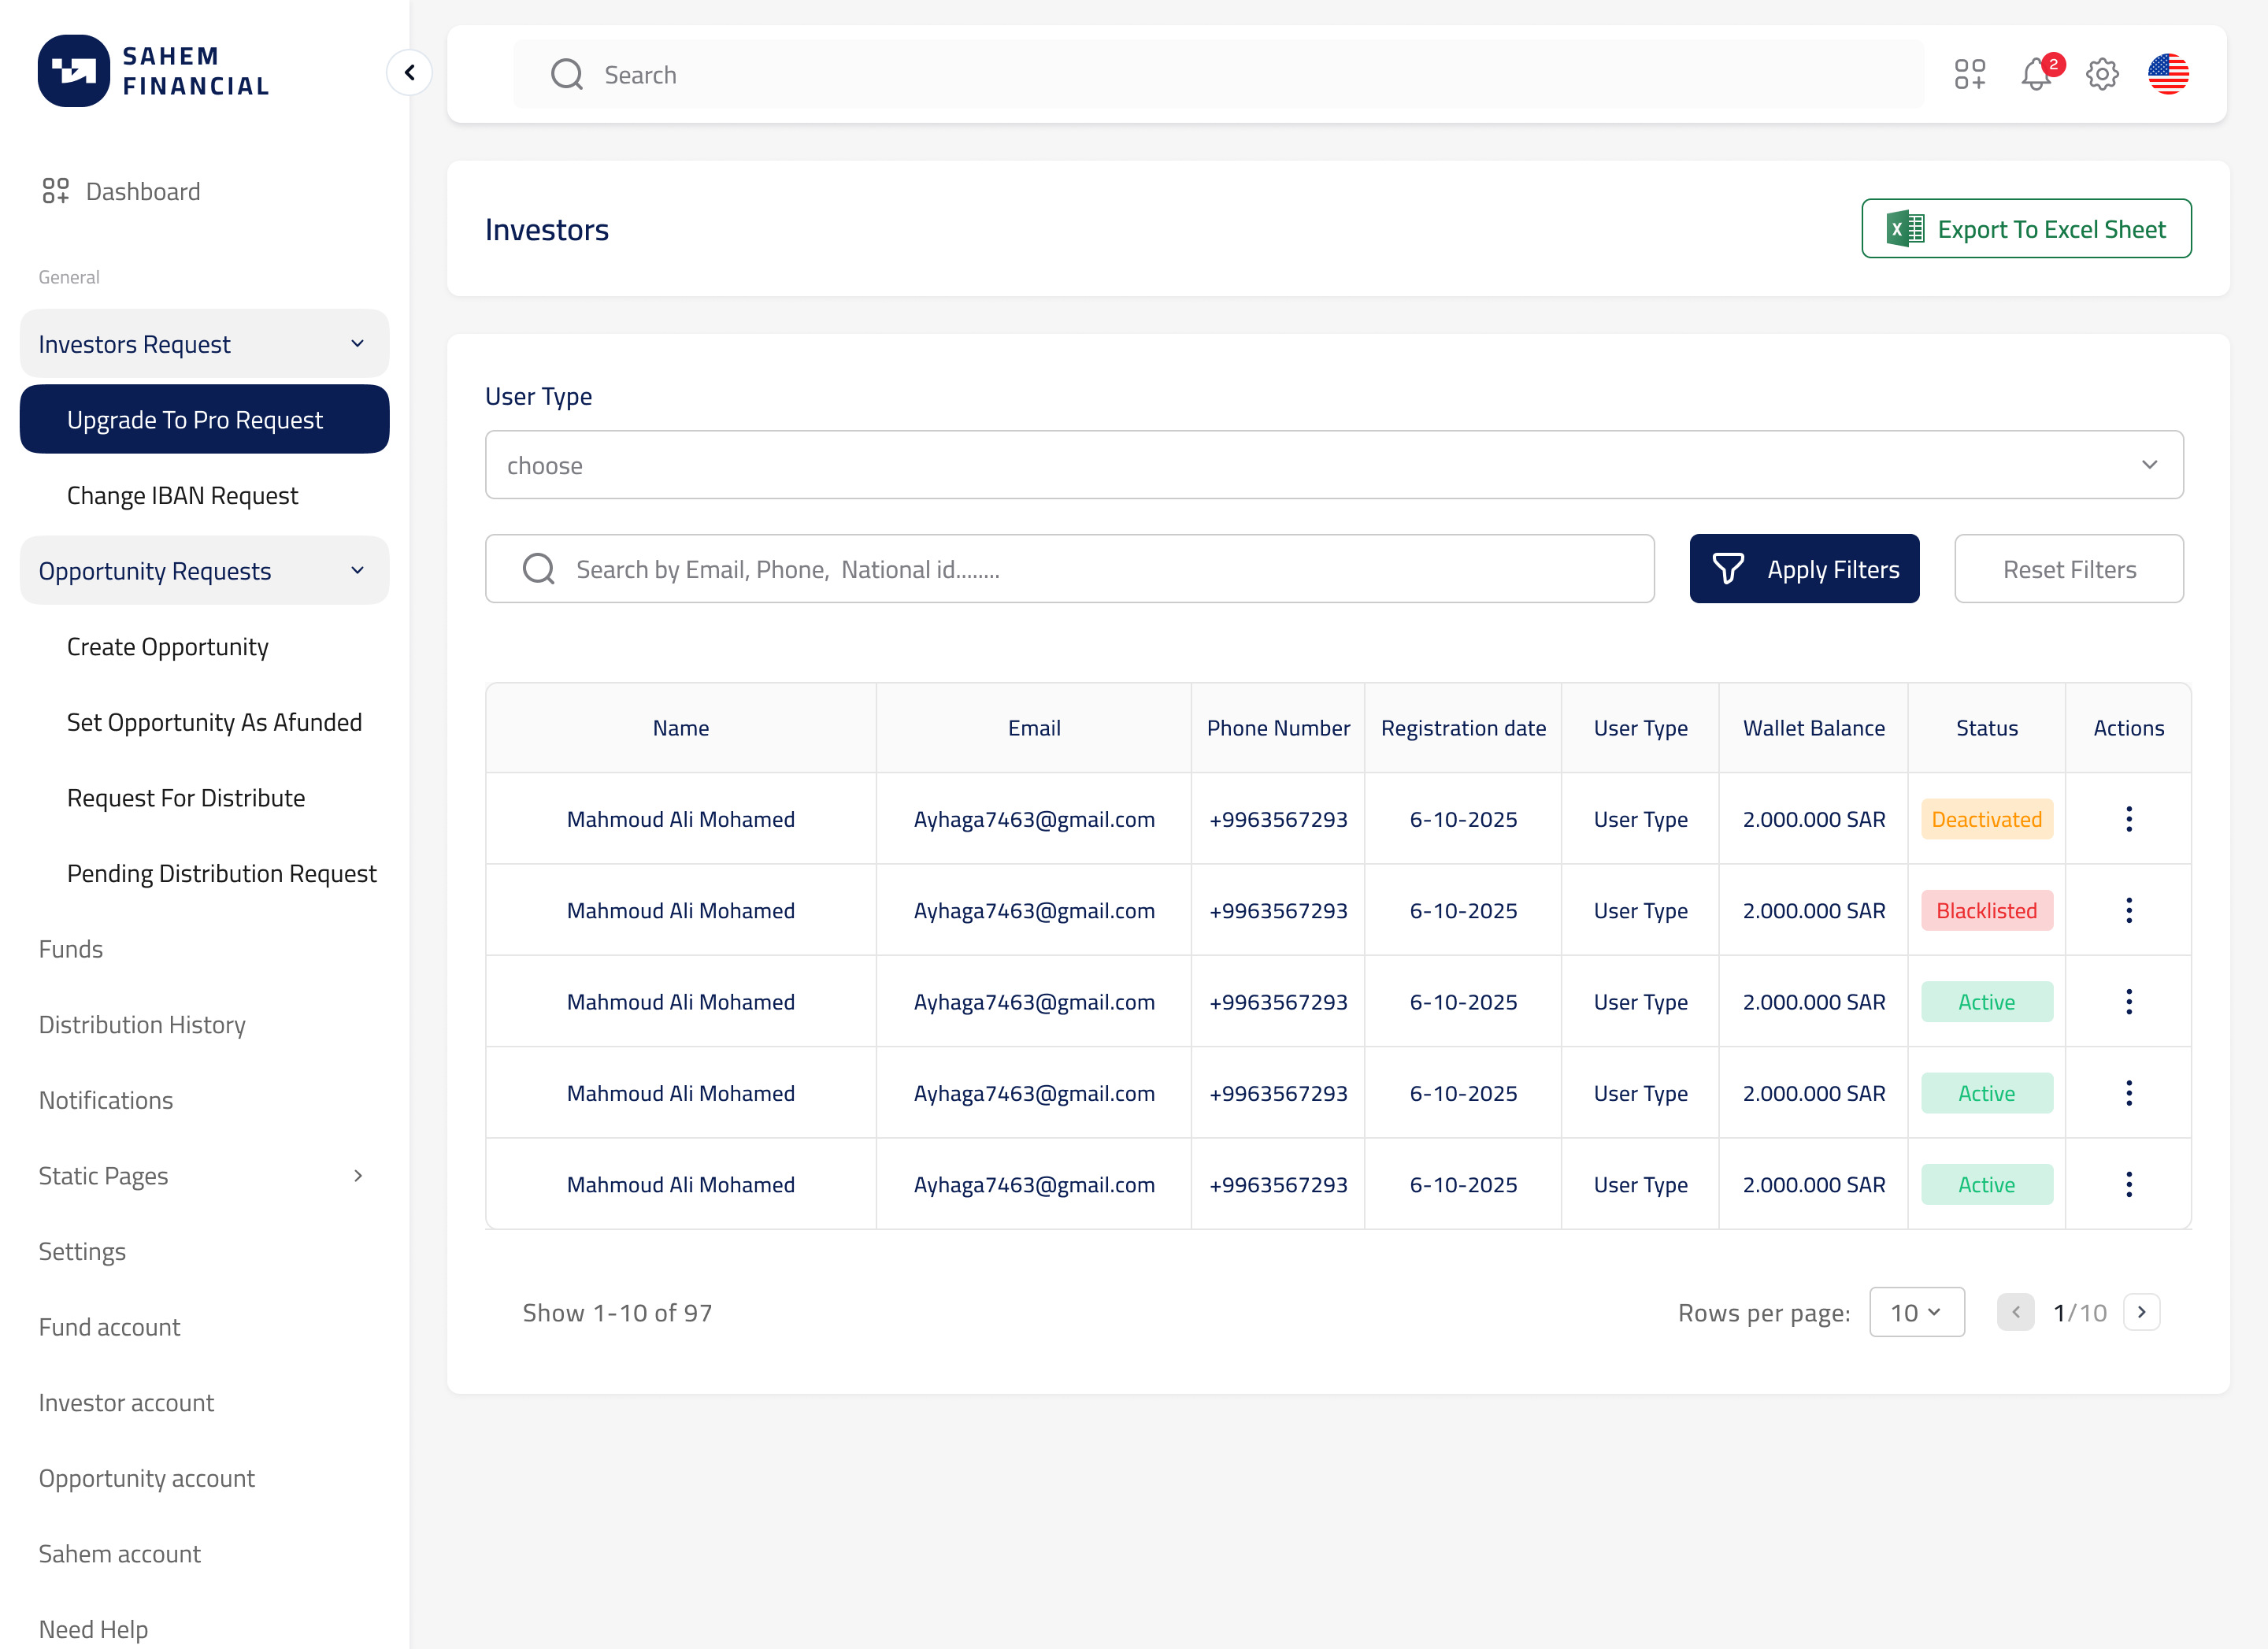 SAHEM
FINANCIAL
Dashboard
General
Investors Request
Upgrade To Pro Request
Change IBAN Request
Opportunity Requests
Create Opportunity
Set Opportunity As Afunded
Request For Distribute
Pending Distribution Request
Funds
Distribution History
Notifications
Static Pages
Settings
Fund account
Investor account
Opportunity account
Sahem account
Need Help
Search
2
Investors
X Export To Excel Sheet
User Type
choose
Search by Email, Phone,  National id........
Apply Filters
Reset Filters
Name Email Phone Number Registration date User Type Wallet Balance Status Actions
Mahmoud Ali Mohamed Ayhaga7463@gmail.com +9963567293 6-10-2025 User Type 2.000.000 SAR Deactivated
Mahmoud Ali Mohamed Ayhaga7463@gmail.com +9963567293 6-10-2025 User Type 2.000.000 SAR Blacklisted
Mahmoud Ali Mohamed Ayhaga7463@gmail.com +9963567293 6-10-2025 User Type 2.000.000 SAR Active
Mahmoud Ali Mohamed Ayhaga7463@gmail.com +9963567293 6-10-2025 User Type 2.000.000 SAR Active
Mahmoud Ali Mohamed Ayhaga7463@gmail.com +9963567293 6-10-2025 User Type 2.000.000 SAR Active
Show 1-10 of 97
Rows per page: 10 1/10